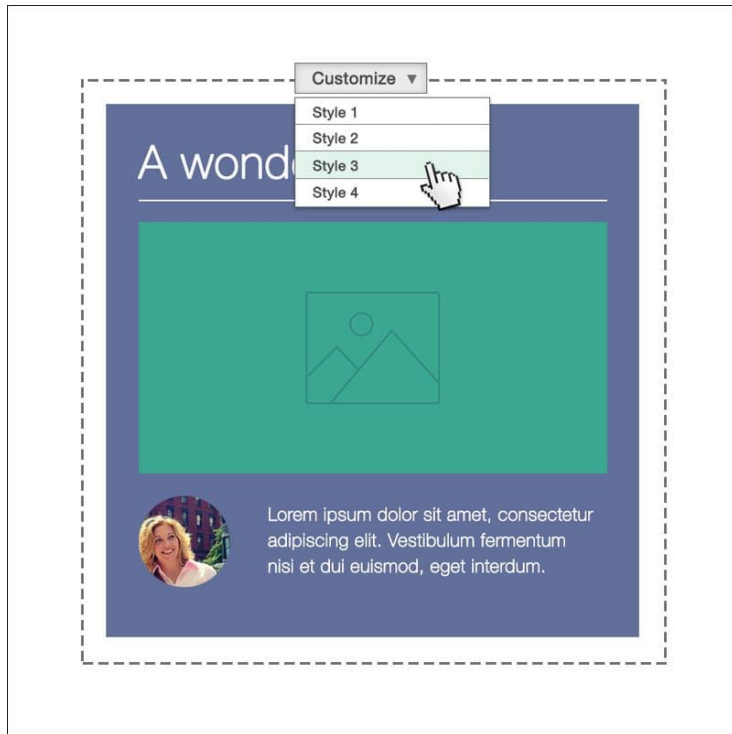 Customize ▼
Style 1
Style 2
Style 3
Style 4
A
Lorem ipsum dolor sit amet, consectetur
adipiscing elit. Vestibulum fermentum
nisi et dui euismod, eget interdum.